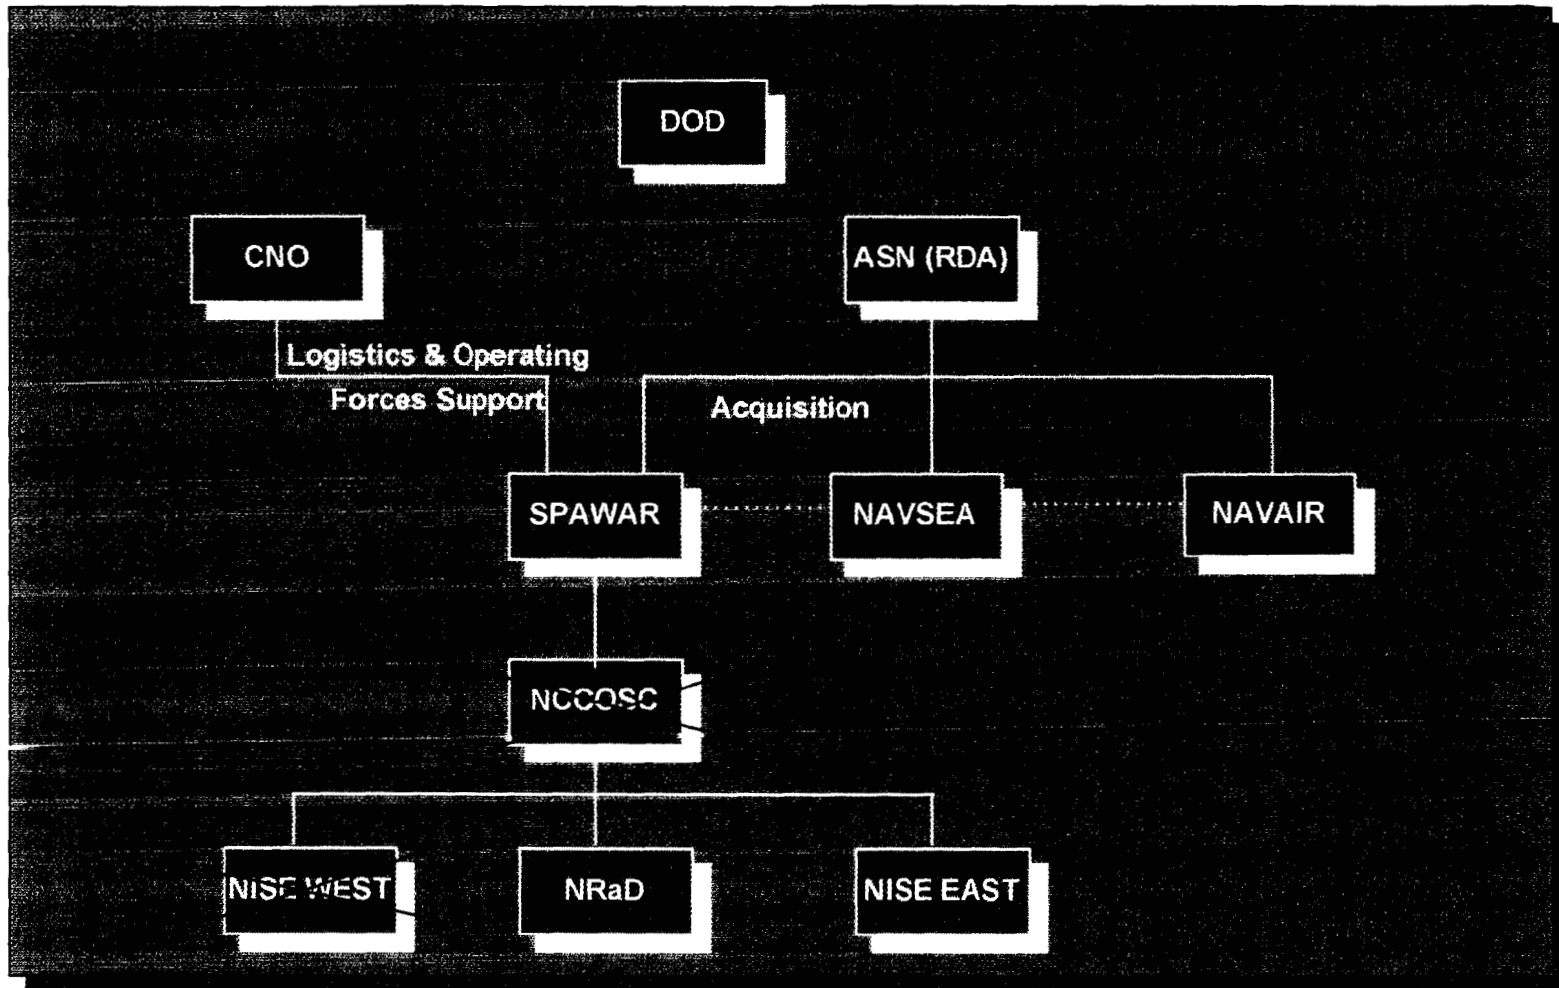 DOD
CNO
ASN (RDA)
Logistics & Operating
Forces Support
Acquisition
SPAWAR
NAVSEA
NAVAIR
NCCOSC
NISE WEST
NRaD
NISE EAST